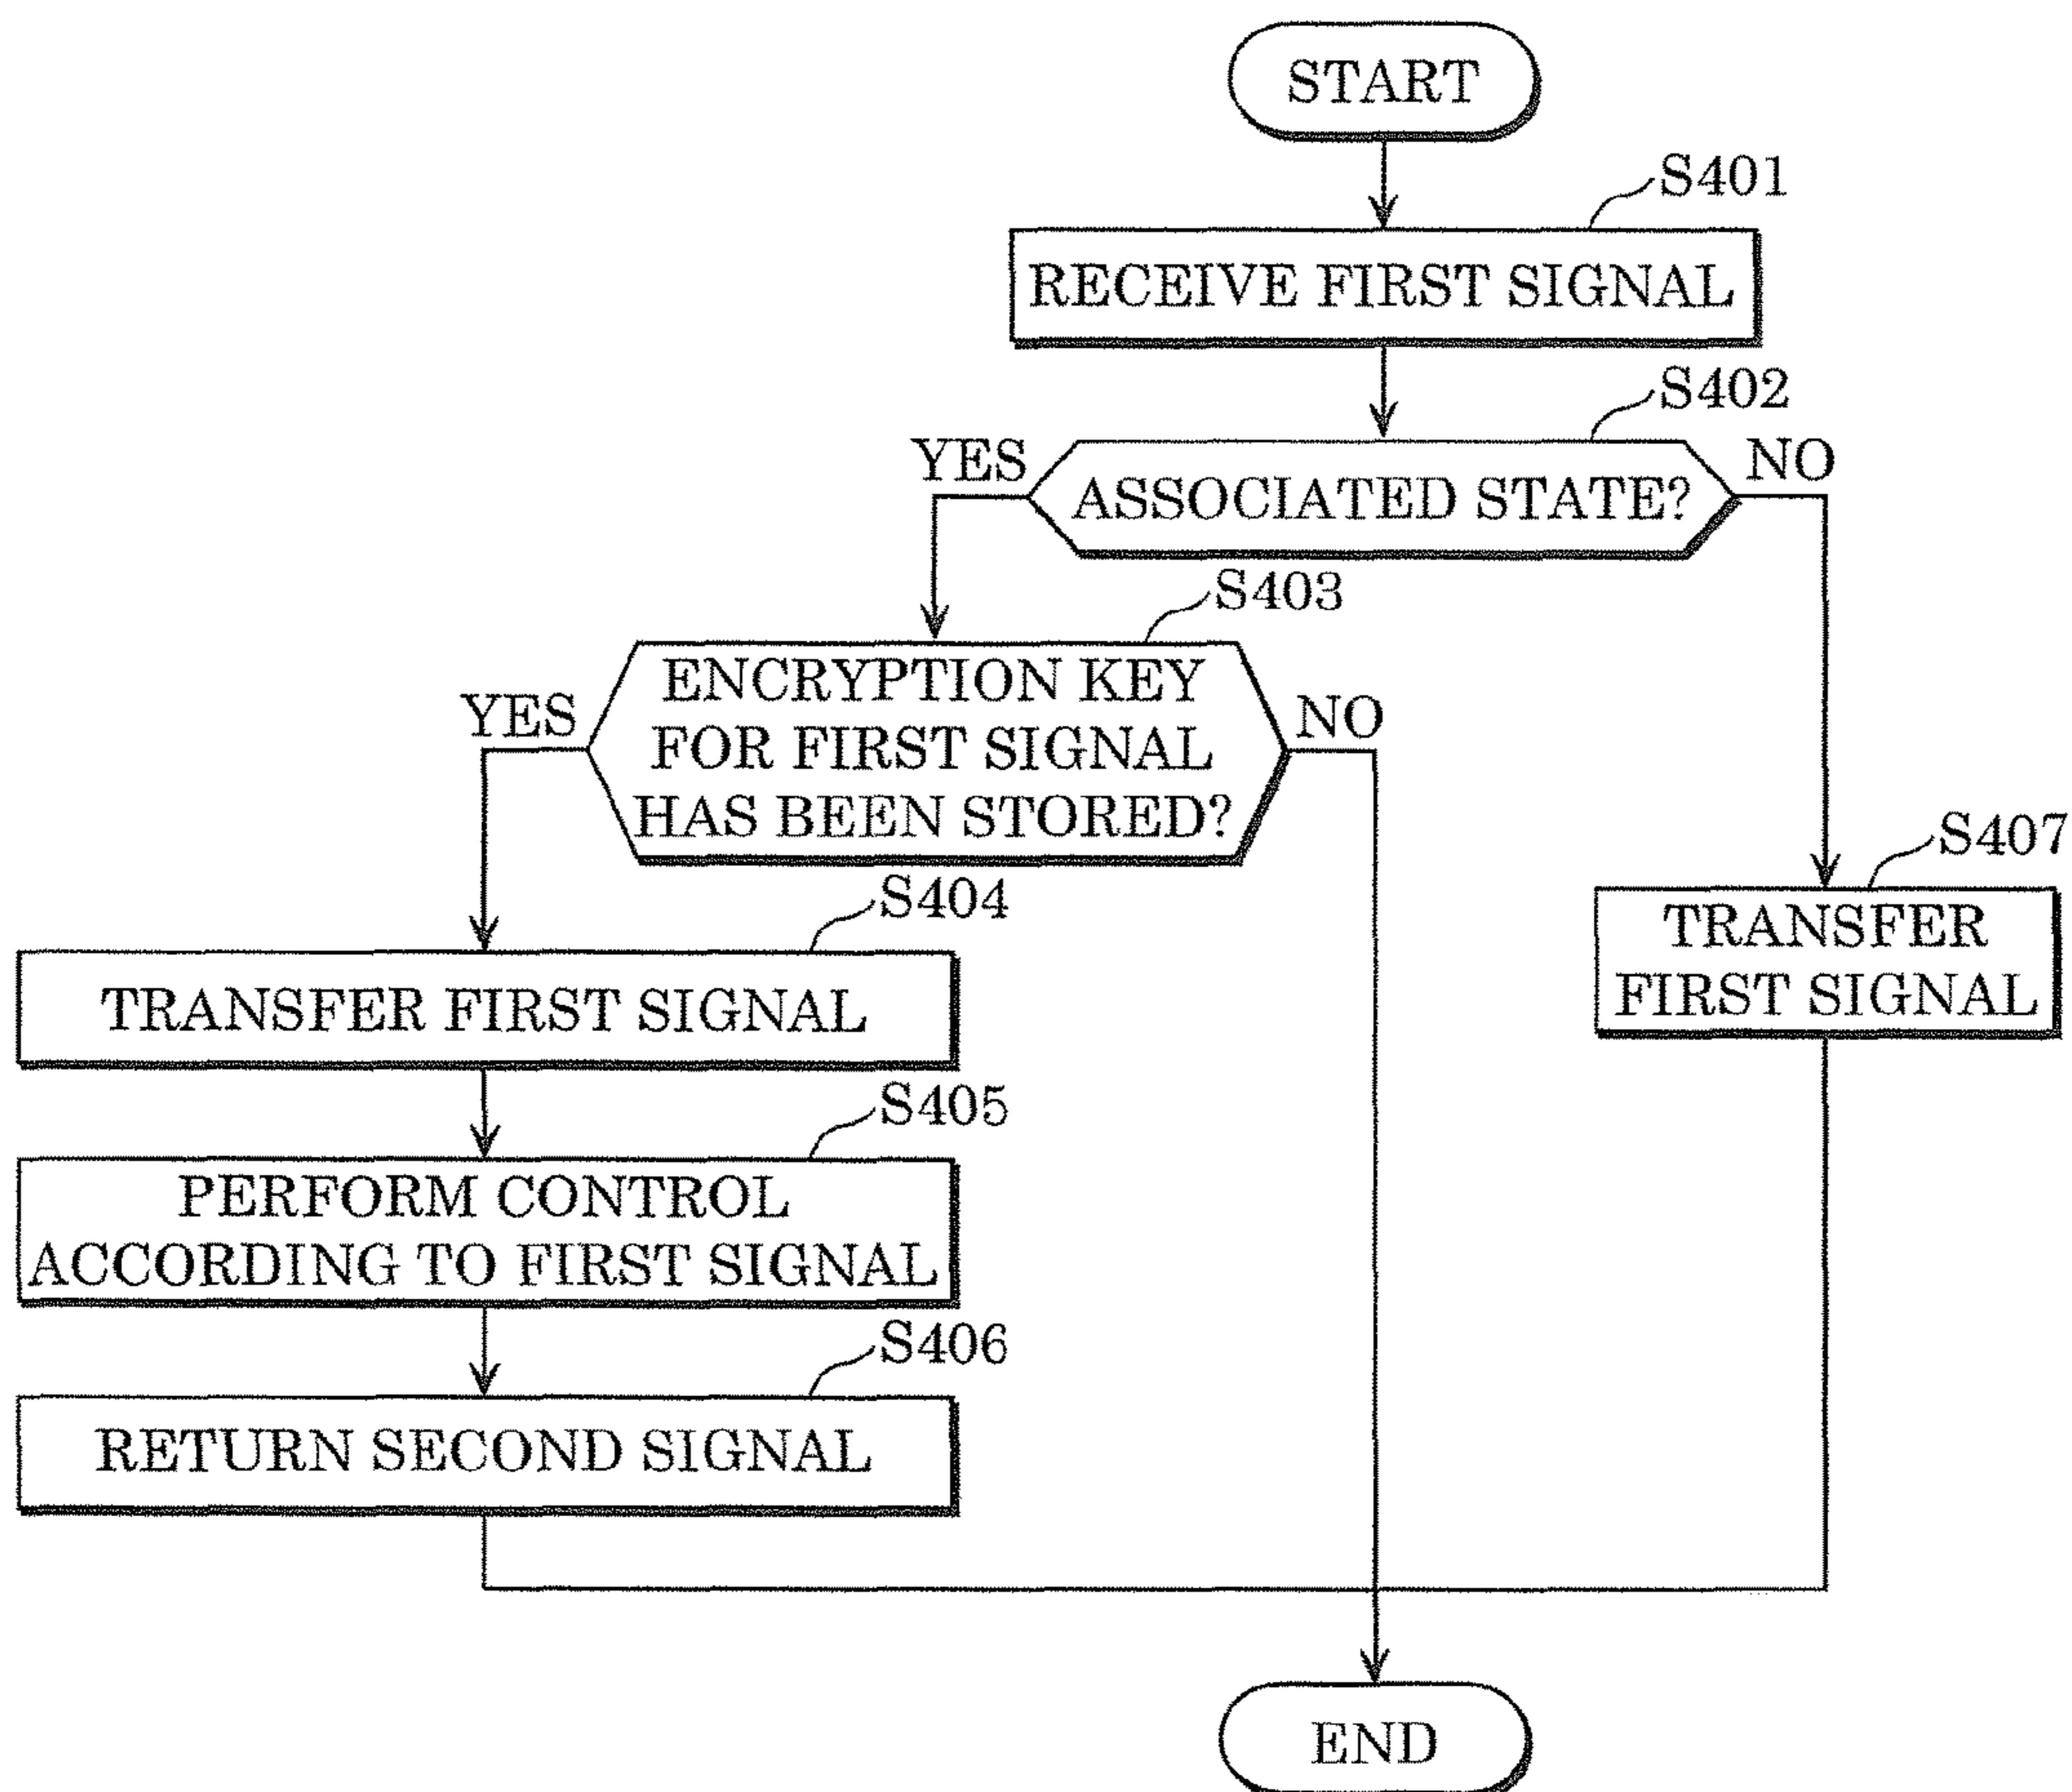 START
S401
RECEIVE FIRST SIGNAL
S402
YES
NO
ASSOCIATED STATE?
S403
YES
NO
ENCRYPTION KEY
FOR FIRST SIGNAL
HAS BEEN STORED?
S404
TRANSFER FIRST SIGNAL
S407
TRANSFER
FIRST SIGNAL
S405
PERFORM CONTROL
ACCORDING TO FIRST SIGNAL
S406
RETURN SECOND SIGNAL
END